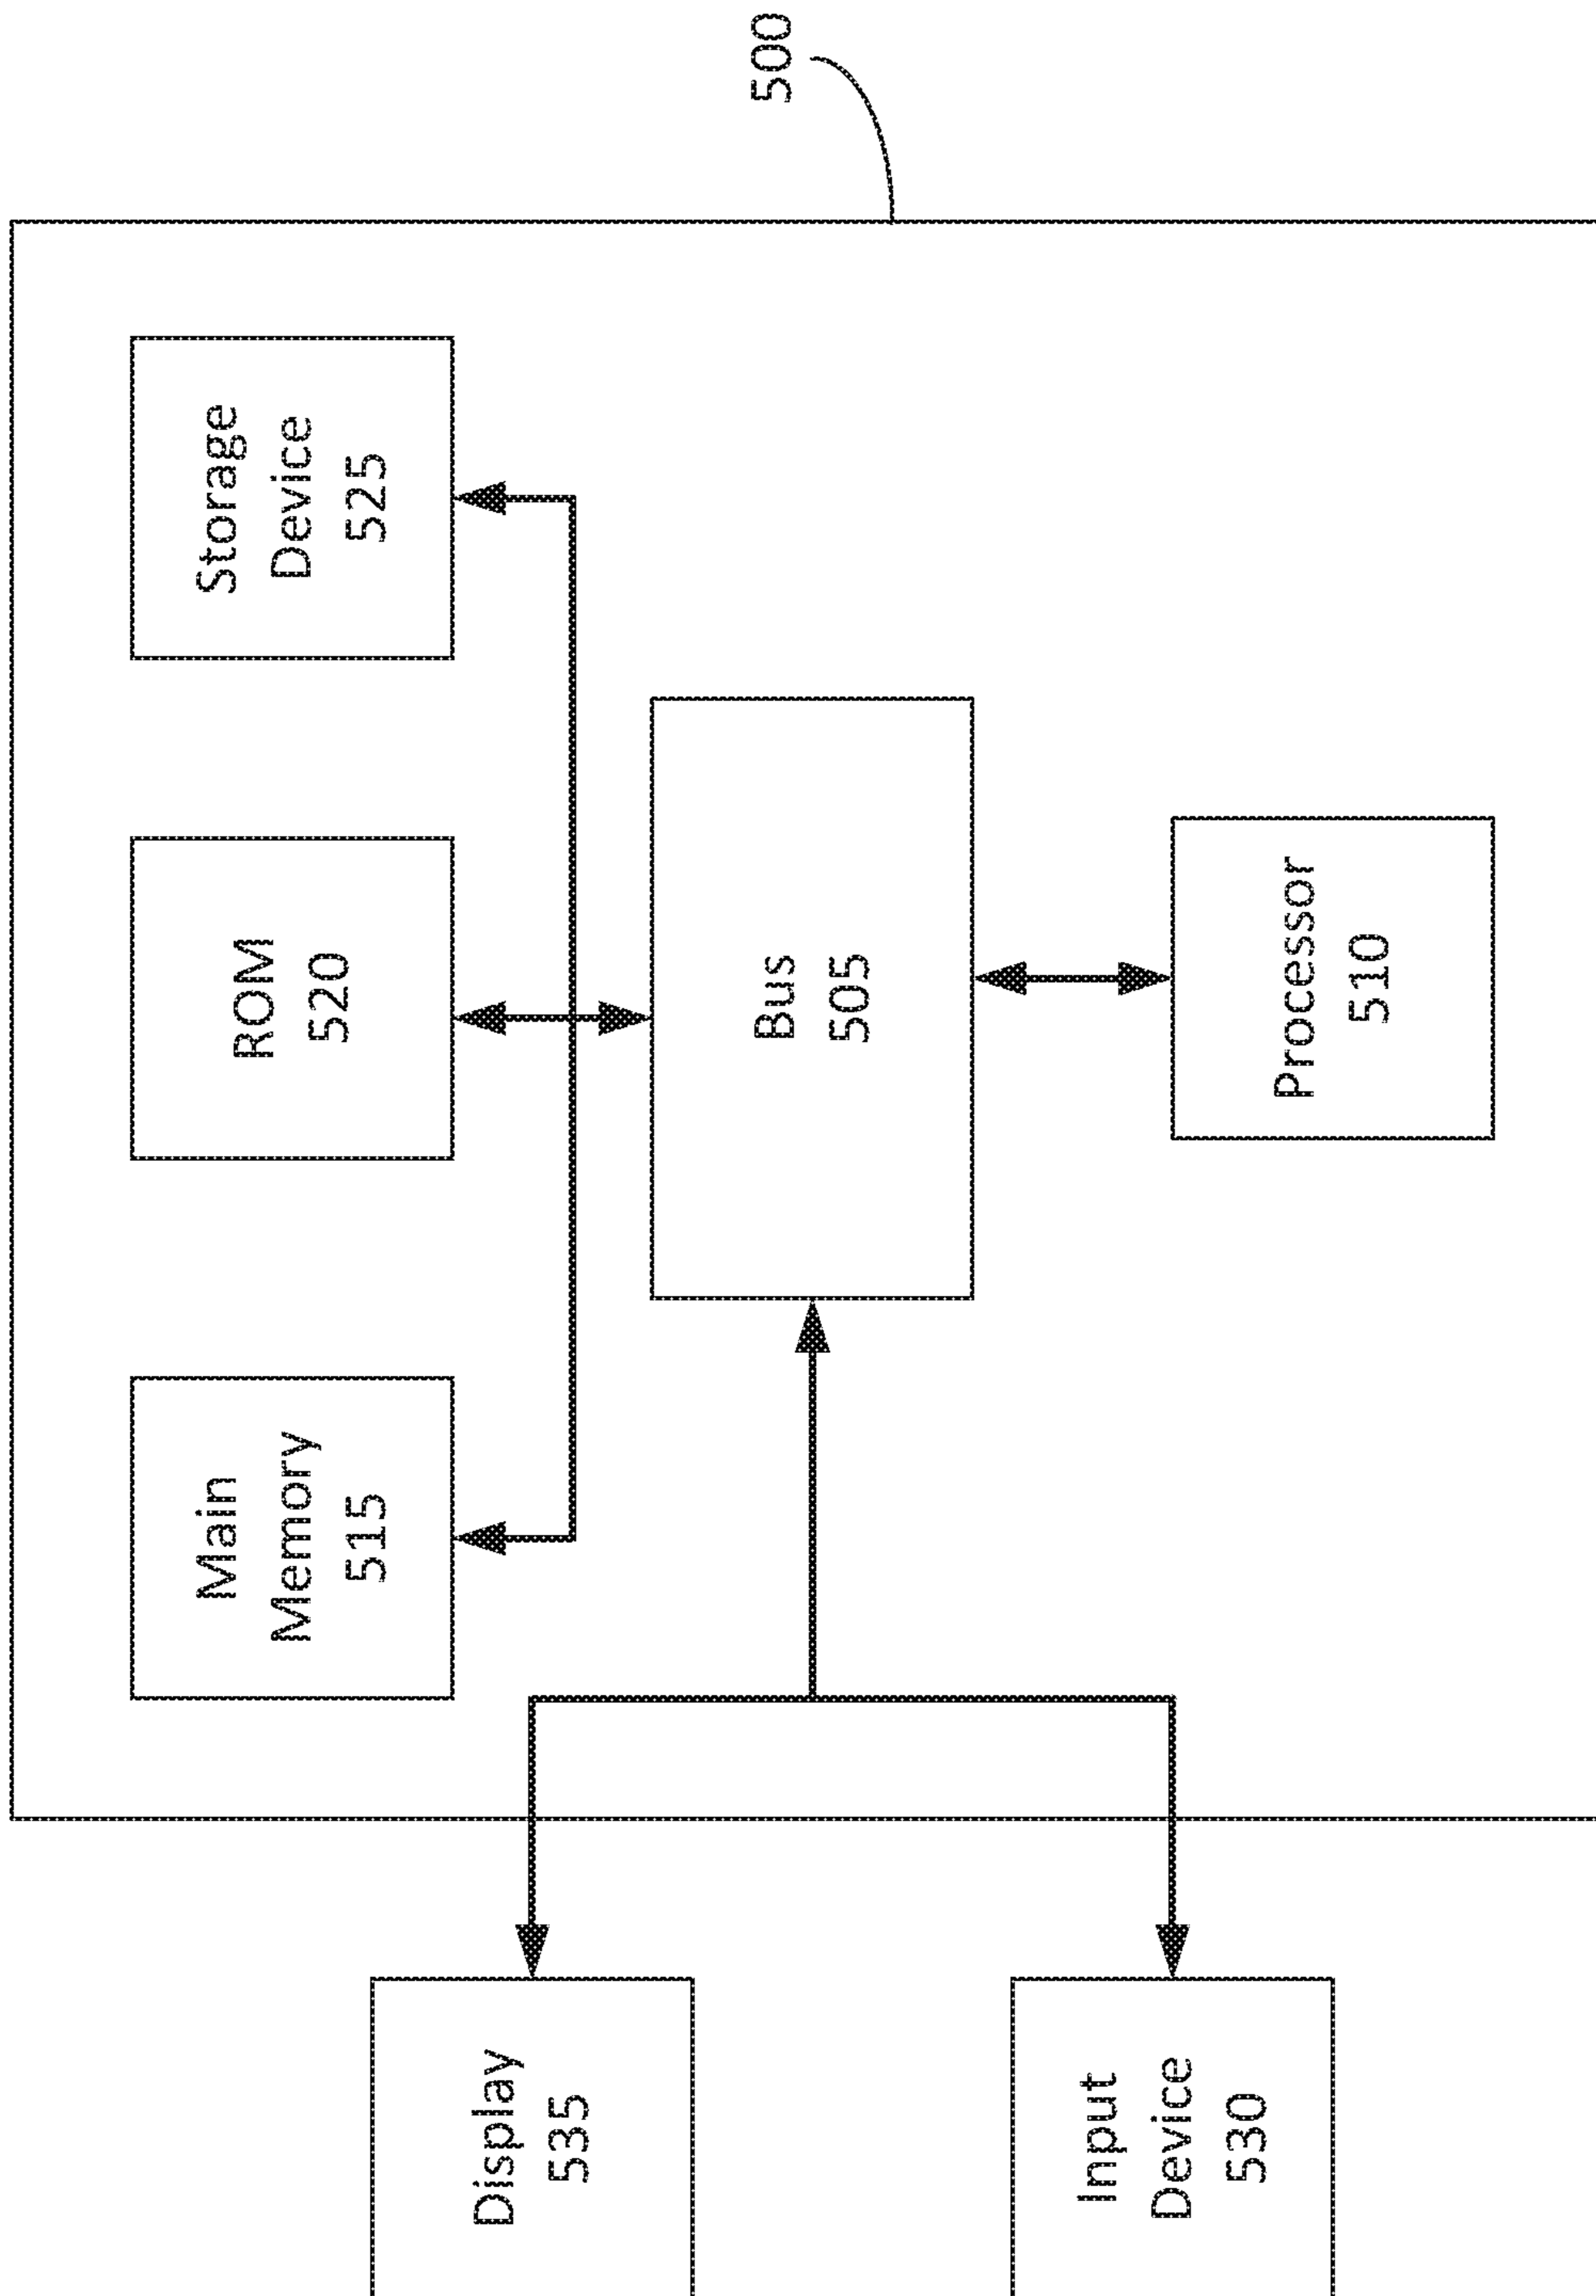 500
Main
Memory
515
ROM
520
Storage
Device
525
Display
535
Bus
505
Input
Device
530
Processor
510